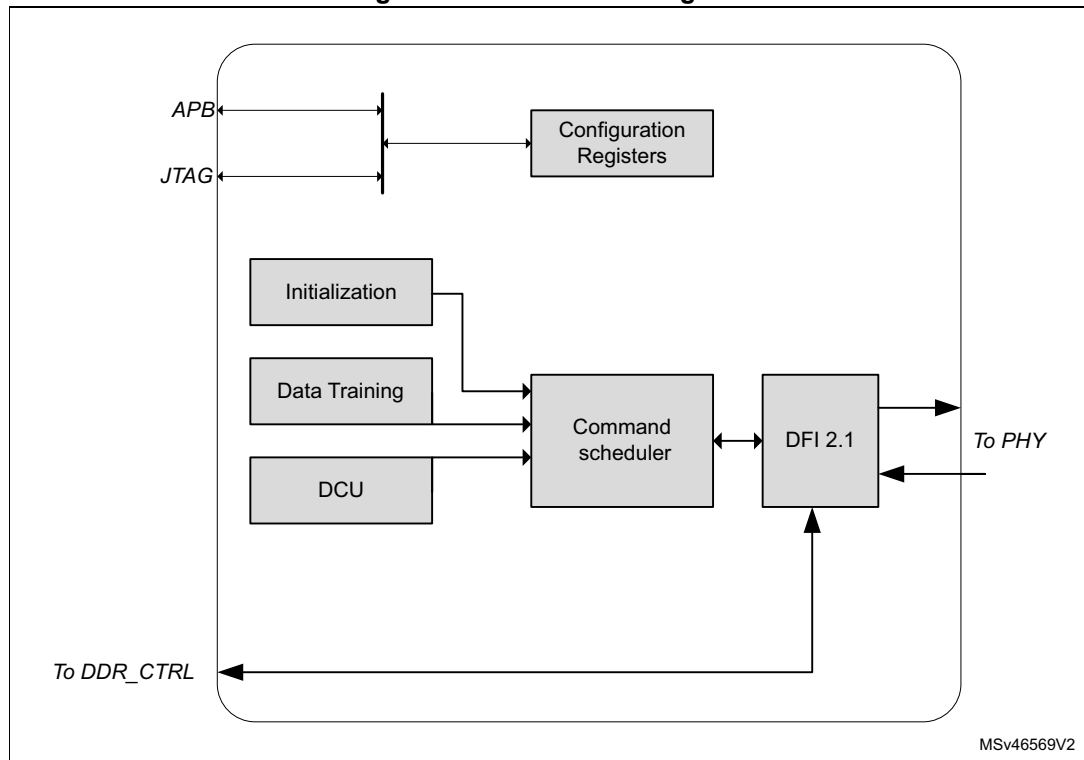 APB
Configuration
Registers
JTAG
Initialization
Data Training
Command
scheduler
DFI 2.1
To PHY
DCU
To DDR_CTRL
MSv46569V2